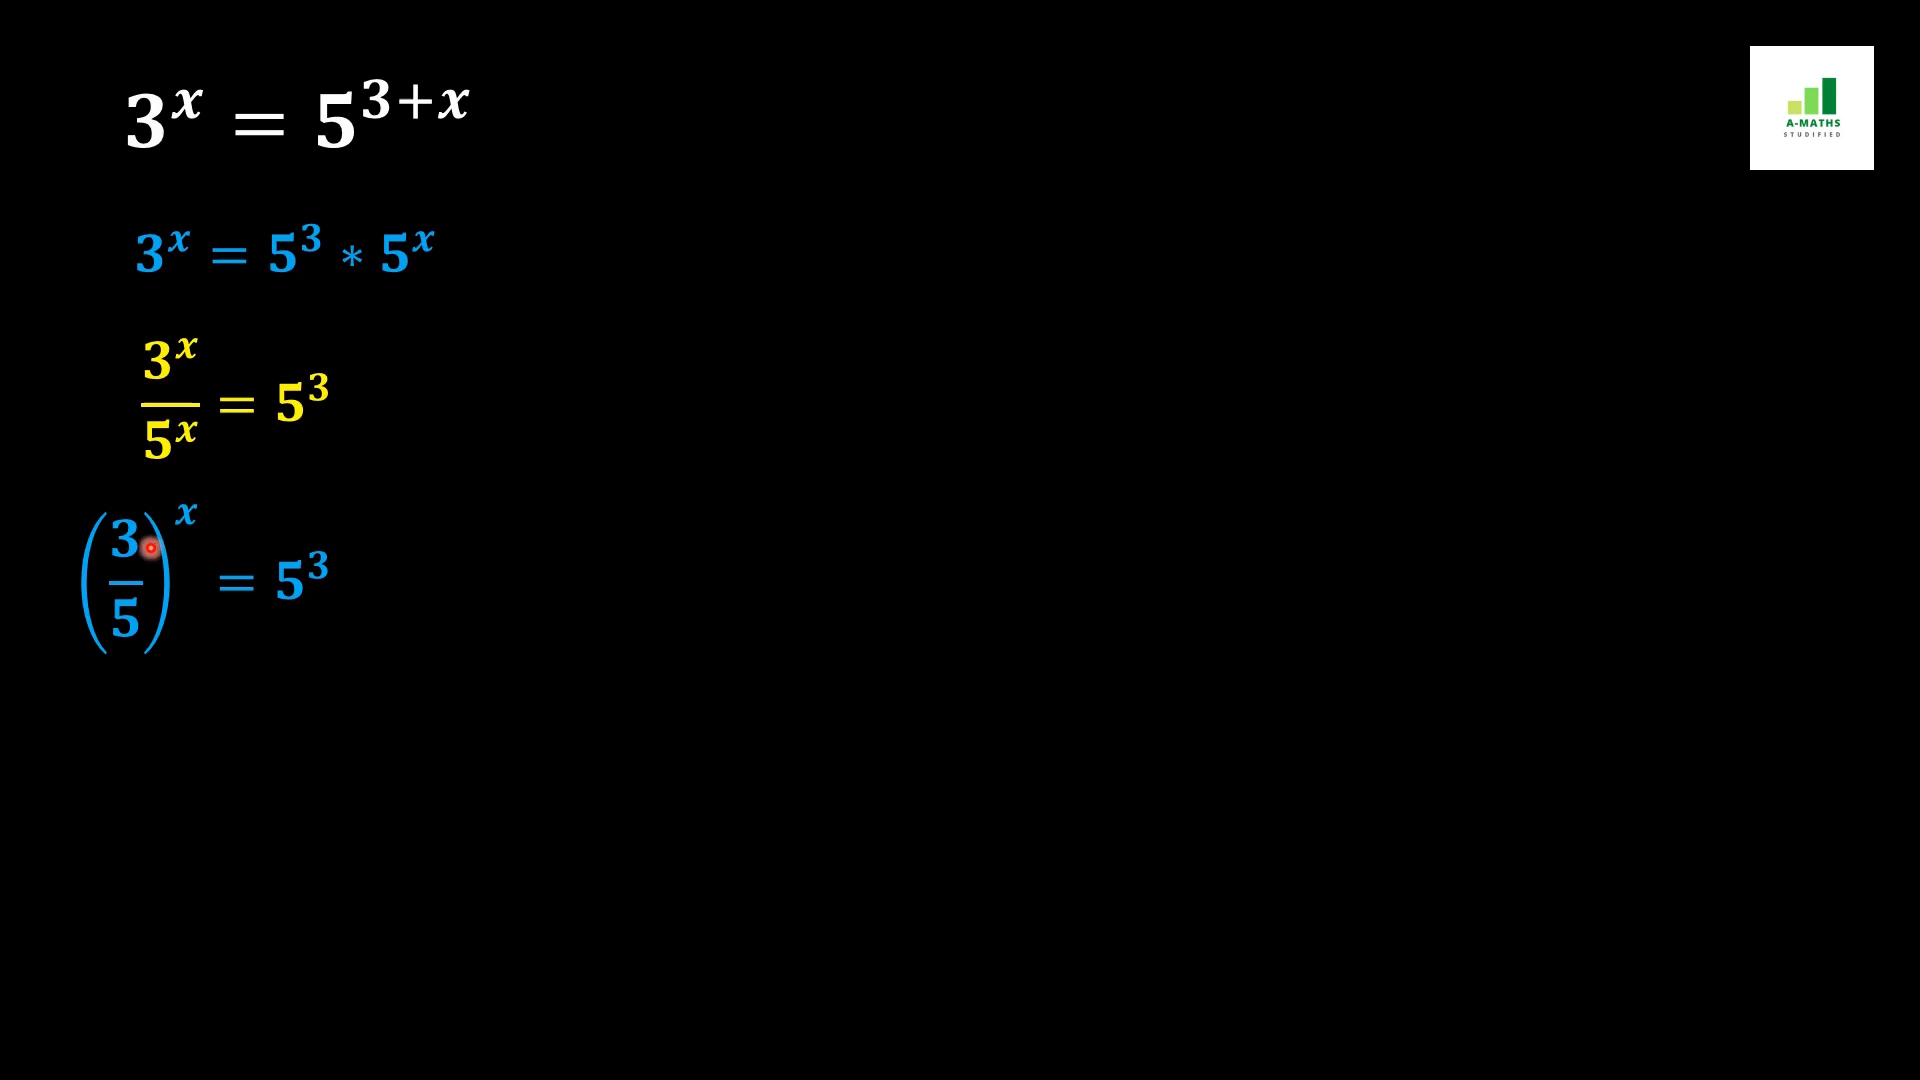 3^x = 5^{3+x}
A-MATHS
STUDIFIED
3^x = 5^3 * 5^x
3^x / 5^x = 5^3
(3/5)^x = 5^3